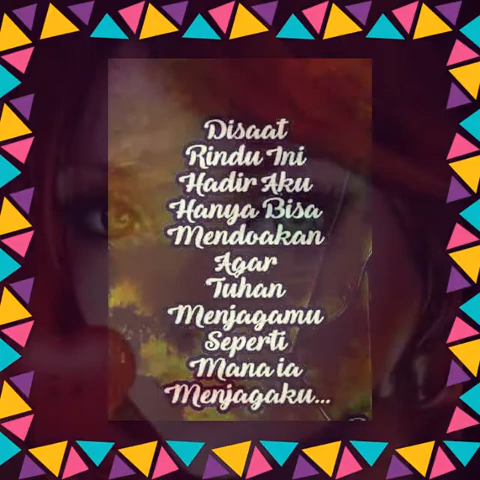 Disaat
Rindu Ini
Hadir Aku
Hanya Bisa
Mendoakan
Agar
Tuhan
Menjagamu
Seperti
Mana ia
Menjagaku...